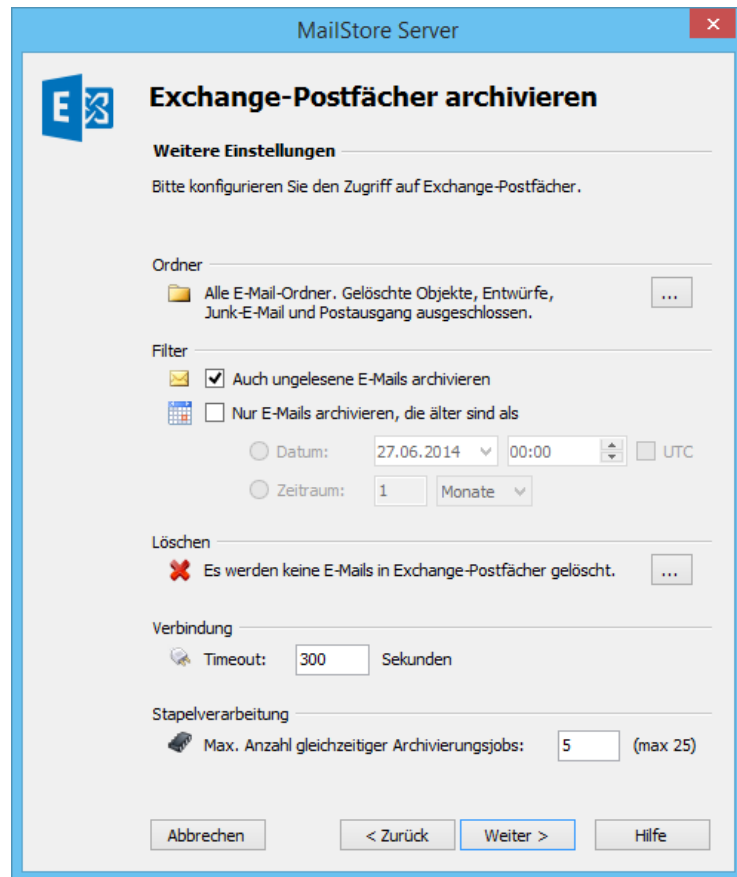 MailStore Server
E
Exchange-Postfächer archivieren
Weitere Einstellungen
Bitte konfigurieren Sie den Zugriff auf Exchange-Postfächer.
Ordner
Alle E-Mail-Ordner. Gelöschte Objekte, Entwürfe,
Junk-E-Mail und Postausgang ausgeschlossen.
...
Filter
Auch ungelesene E-Mails archivieren
Nur E-Mails archivieren, die älter sind als
Datum: 27.06.2014 00:00 UTC
Zeitraum: 1 Monate
Löschen
Es werden keine E-Mails in Exchange-Postfächer gelöscht. ...
Verbindung
Timeout: 300 Sekunden
Stapelverarbeitung
Max. Anzahl gleichzeitiger Archivierungsjobs: 5 (max 25)
Abbrechen < Zurück Weiter > Hilfe